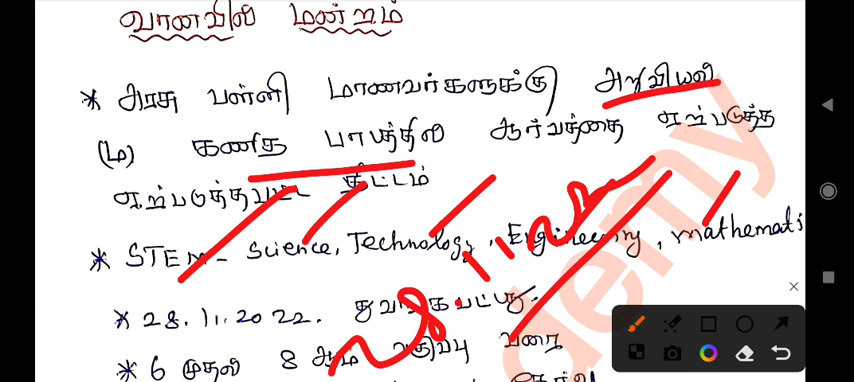 வானவில் மன்றம்
* அரசு பள்ளி மாணவர்களுக்கு அறிவியல்
(ம) கணித பாடத்தில் ஆர்வத்தை ஏற்படுத்த
ஏற்படுத்தப்பட்ட திட்டம்
* STEM - Science, Technology, Engineering, mathemati
* 28.11.2022. துவங்கப்பட்டது.
* 6 முதல் 8 ஆம் வகுப்பு வரை
demy